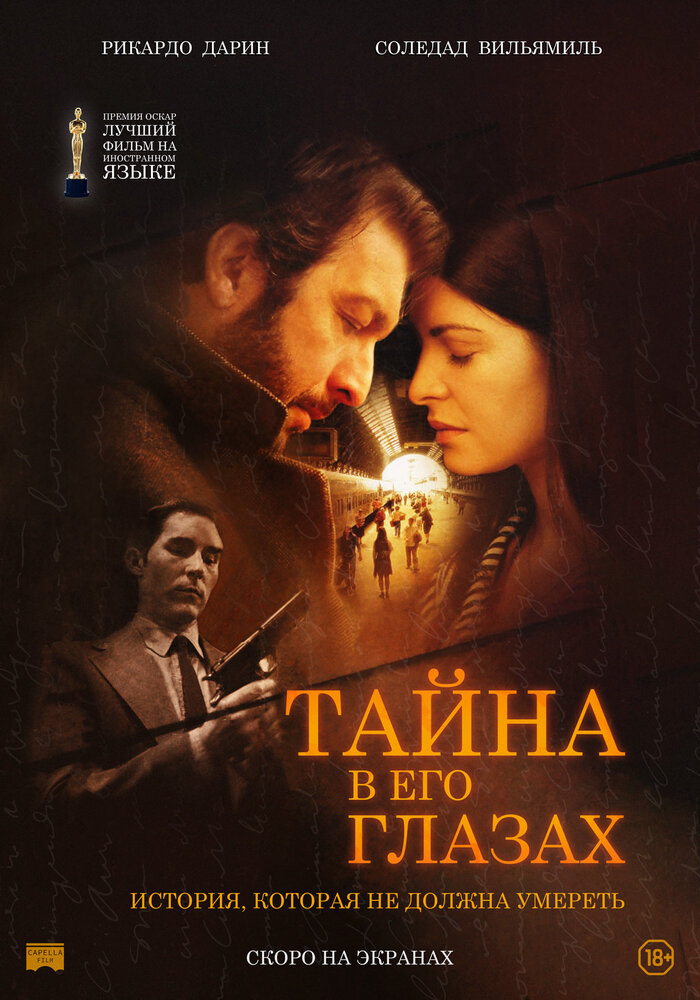 РИКАРДО ДАРИН
СОЛЕДАД ВИЛЬЯМИЛЬ
ПРЕМИЯ ОСКАР
ЛУЧШИЙ
ФИЛЬМ НА
ИНОСТРАННОМ
ЯЗЫКЕ
ТАЙНА
В ЕГО
ГЛАЗАХ
ИСТОРИЯ, КОТОРАЯ НЕ ДОЛЖНА УМЕРЕТЬ
CAPELLA
FILM
СКОРО НА ЭКРАНАХ
18+